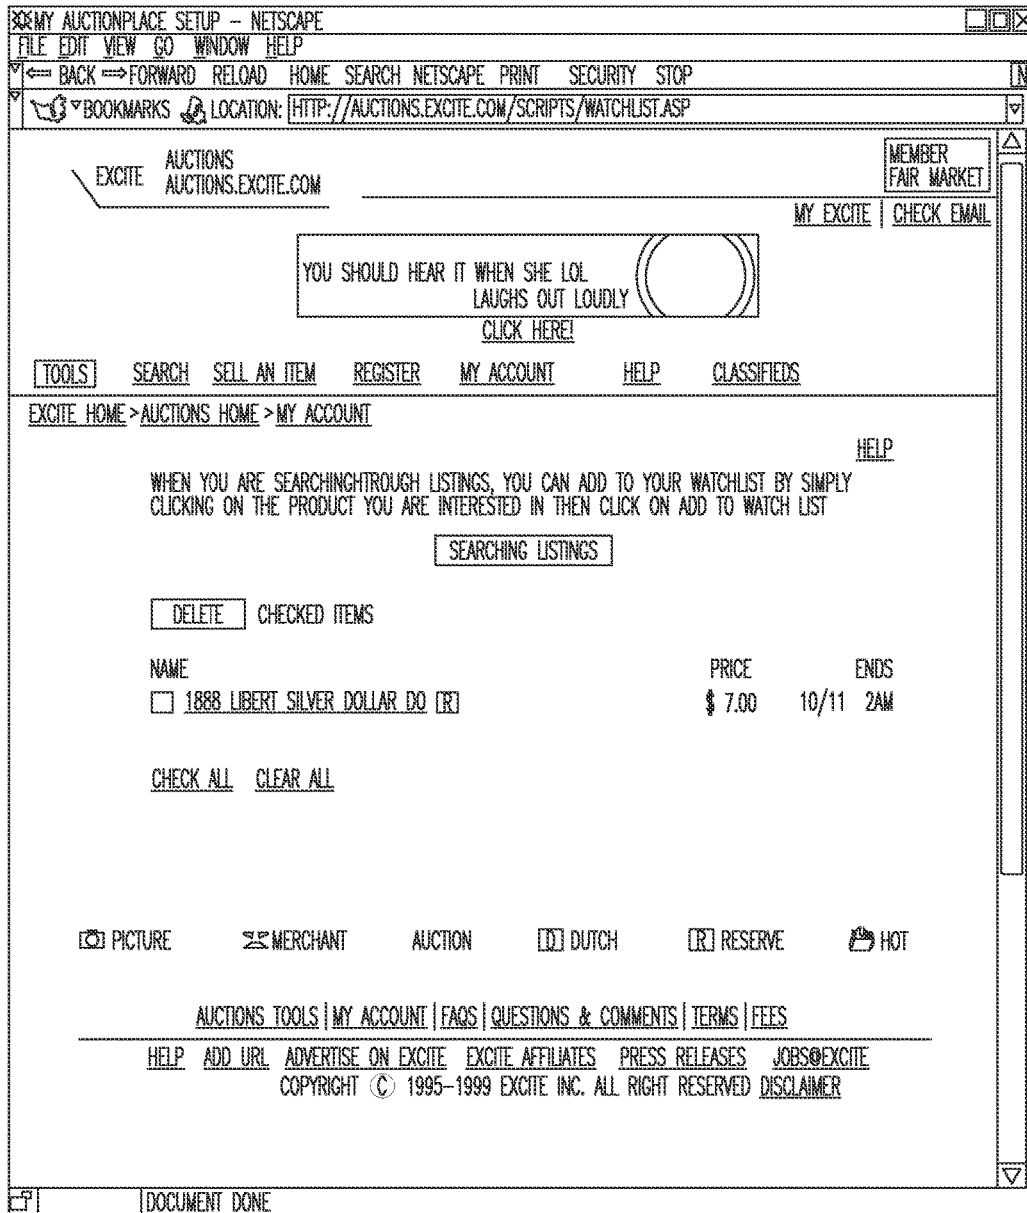 MY AUCTIONPLACE SETUP – NETSCAPE
FILE EDIT VIEW GO WINDOW HELP
BACK FORWARD RELOAD HOME SEARCH NETSCAPE PRINT SECURITY STOP N
BOOKMARKS LOCATION: HTTP://AUCTIONS.EXCITE.COM/SCRIPTS/WATCHLIST.ASP
EXCITE AUCTIONS
AUCTIONS.EXCITE.COM
MEMBER
FAIR MARKET
MY EXCITE | CHECK EMAIL
YOU SHOULD HEAR IT WHEN SHE LOL
LAUGHS OUT LOUDLY
CLICK HERE!
TOOLS SEARCH SELL AN ITEM REGISTER MY ACCOUNT HELP CLASSIFIEDS
EXCITE HOME > AUCTIONS HOME > MY ACCOUNT
HELP
WHEN YOU ARE SEARCHINGHTROUGH LISTINGS, YOU CAN ADD TO YOUR WATCHLIST BY SIMPLY
CLICKING ON THE PRODUCT YOU ARE INTERESTED IN THEN CLICK ON ADD TO WATCH LIST
SEARCHING LISTINGS
DELETE CHECKED ITEMS
NAME PRICE ENDS
1888 LIBERT SILVER DOLLAR DO R $ 7.00 10/11 2AM
CHECK ALL CLEAR ALL
PICTURE MERCHANT AUCTION D DUTCH R RESERVE HOT
AUCTIONS TOOLS | MY ACCOUNT | FAQS | QUESTIONS & COMMENTS | TERMS | FEES
HELP ADD URL ADVERTISE ON EXCITE EXCITE AFFILIATES PRESS RELEASES JOBS@EXCITE
COPYRIGHT © 1995–1999 EXCITE INC. ALL RIGHT RESERVED DISCLAIMER
DOCUMENT DONE